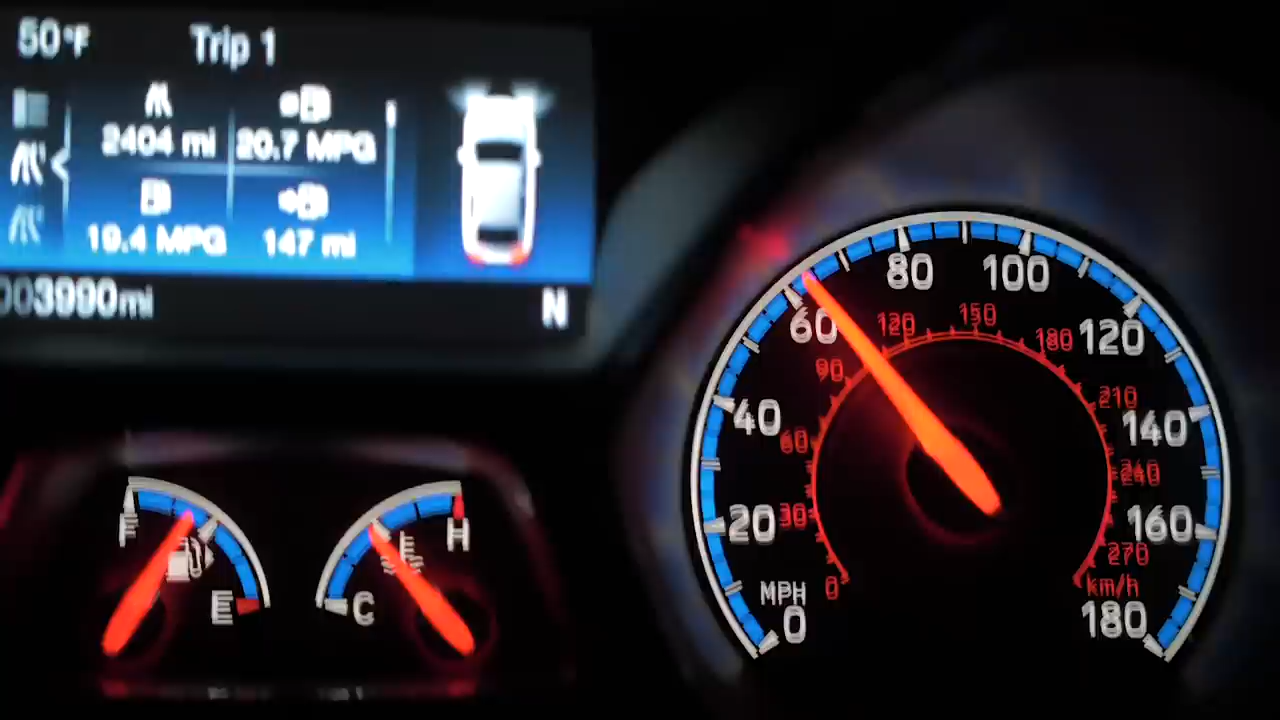 50°F Trip 1
2404 mi 20.7 MPG
19.4 MPG 147 mi
003990mi N
F E
C H
0 20 40 60 80 100 120 140 160 180
MPH
0 30 60 90 120 150 180 210 240 270
km/h